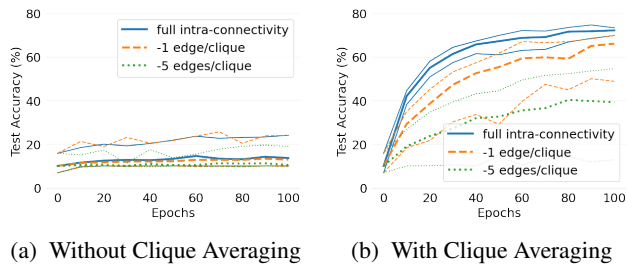 80
60
40
20
0
Test Accuracy (%)
full intra-connectivity
-1 edge/clique
-5 edges/clique
0 20 40 60 80 100
Epochs
(a) Without Clique Averaging
80
60
40
20
0
Test Accuracy (%)
full intra-connectivity
-1 edge/clique
-5 edges/clique
0 20 40 60 80 100
Epochs
(b) With Clique Averaging